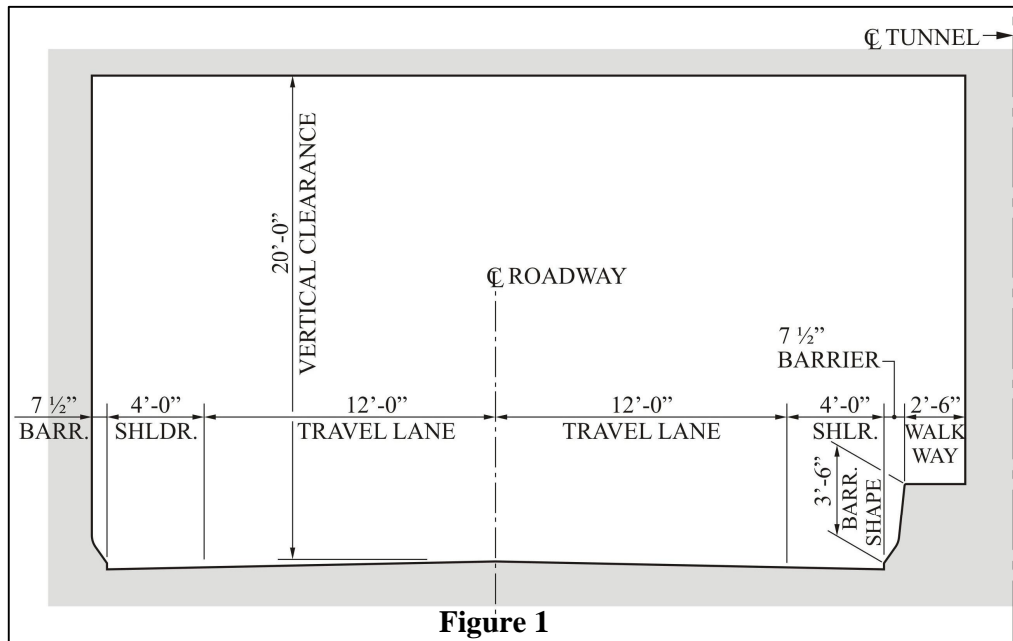 ℄ TUNNEL
20’-0”
VERTICAL CLEARANCE
℄ ROADWAY
7 ½”
BARRIER
7 ½”
BARR.
4’-0”
SHLDR.
12’-0”
TRAVEL LANE
12’-0”
TRAVEL LANE
4’-0”
SHLR.
2’-6”
WALK
WAY
3’-6”
BARR.
SHAPE
Figure 1